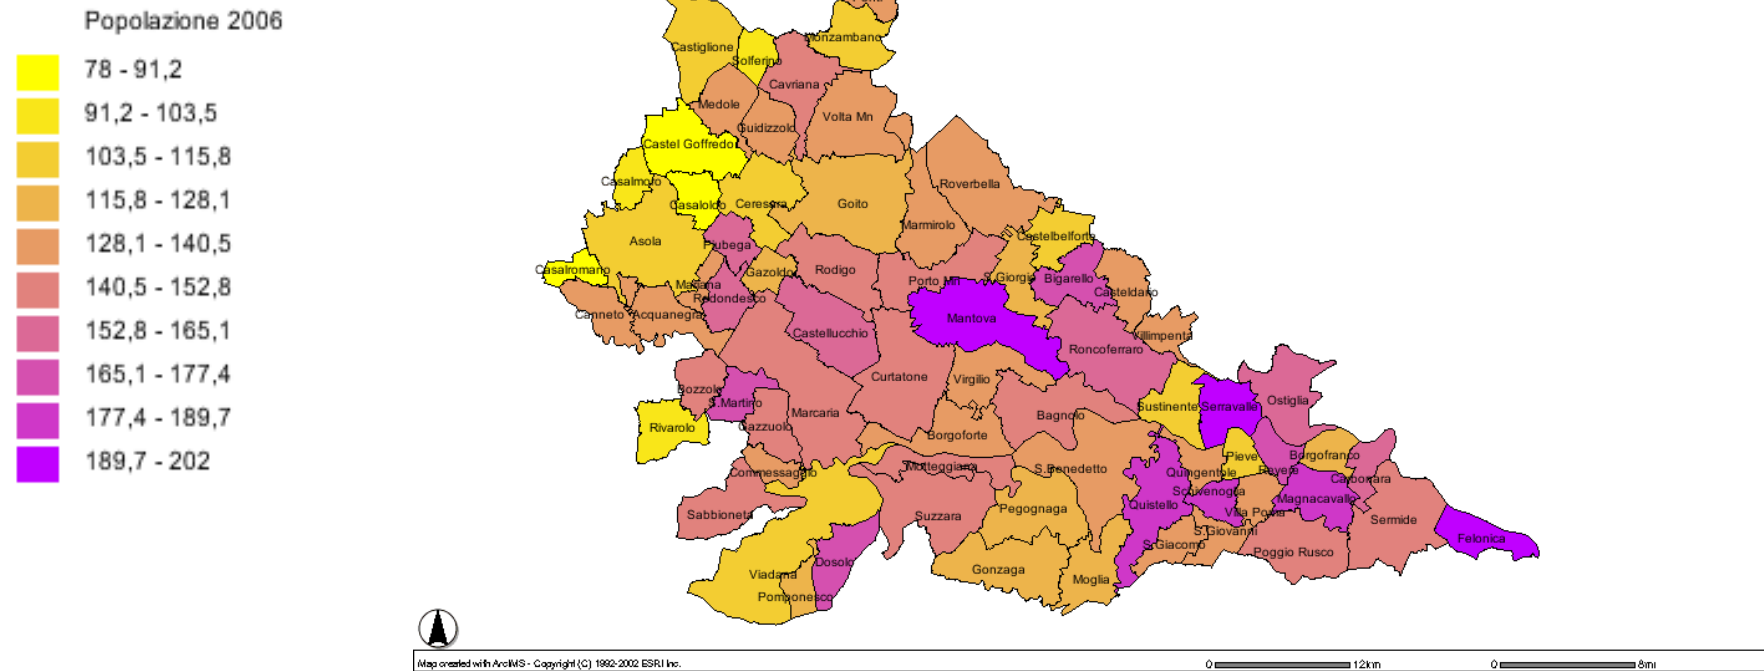 Popolazione 2006
78 - 91,2
91,2 - 103,5
103,5 - 115,8
115,8 - 128,1
128,1 - 140,5
140,5 - 152,8
152,8 - 165,1
165,1 - 177,4
177,4 - 189,7
189,7 - 202
Monzambano
Castiglione
Solferino
Cavriana
Medole
Volta Mn
Guidizzolo
Castel Goffredo
Casalmoro
Roverbella
Casaloldo
Ceresara
Goito
Marmirolo
Asola
Piubega
Castelbelforte
Casalromano
Gazoldo
Rodigo
Porto Mn
S.Giorgio
Bigarello
Mariana
Redondesco
Casteldario
Canneto
Acquanegra
Mantova
Castellucchio
Villimpenta
Roncoferraro
Curtatone
Virgilio
Bozzolo
S.Martino
Marcaria
Bagnolo
Sustinente
Serravalle
Ostiglia
Rivarolo
Gazzuolo
Borgoforte
Pieve
Borgofranco
Commessaggio
Motteggiana
S.Benedetto
Quingentole
Revere
Carbonara
Schivenoglia
Magnacavallo
Quistello
Pegognaga
Villa Poma
Sabbioneta
Suzzara
Sermide
S.Giovanni
Felonica
S.Giacomo
Poggio Rusco
Dosolo
Viadana
Gonzaga
Moglia
Pomponesco
Map created with ArcIMS - Copyright (C) 1992-2002 ESRI Inc.
0 12km 0 8mi